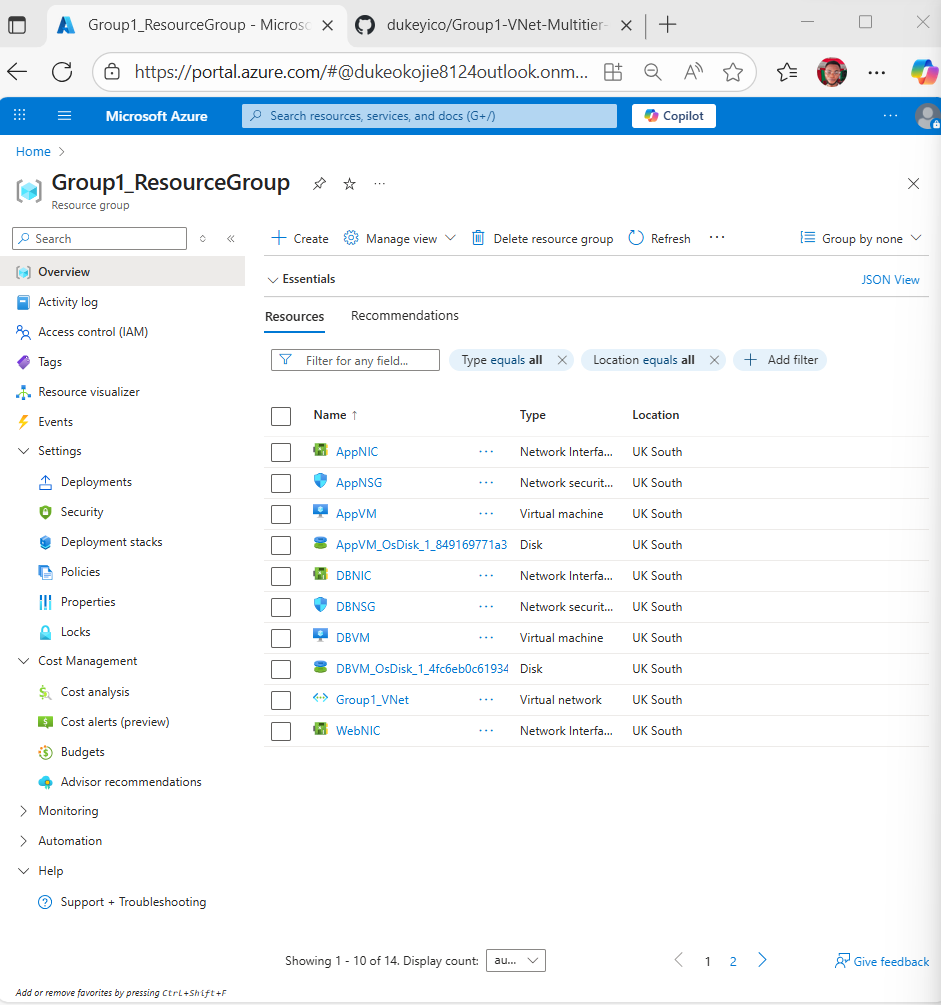 Group1_ResourceGroup - Microsc
dukeyico/Group1-VNet-Multitier-
https://portal.azure.com/#@dukeokojie8124outlook.onm...
Microsoft Azure
Search resources, services, and docs (G+/)
Copilot
Home
Group1_ResourceGroup
Resource group
Search
Create
Manage view
Delete resource group
Refresh
Group by none
Overview
Activity log
Access control (IAM)
Tags
Resource visualizer
Events
Settings
Deployments
Security
Deployment stacks
Policies
Properties
Locks
Cost Management
Cost analysis
Cost alerts (preview)
Budgets
Advisor recommendations
Monitoring
Automation
Help
Support + Troubleshooting
Essentials
JSON View
Resources Recommendations
Filter for any field...
Type equals all
Location equals all
Add filter
Name ↑ Type Location
AppNIC ... Network Interfa... UK South
AppNSG ... Network securit... UK South
AppVM ... Virtual machine UK South
AppVM_OsDisk_1_849169771a3 Disk UK South
DBNIC ... Network Interfa... UK South
DBNSG ... Network securit... UK South
DBVM ... Virtual machine UK South
DBVM_OsDisk_1_4fc6eb0c61934 Disk UK South
Group1_VNet ... Virtual network UK South
WebNIC ... Network Interfa... UK South
Showing 1 - 10 of 14. Display count: au...
1 2
Give feedback
Add or remove favorites by pressing Ctrl+Shift+F